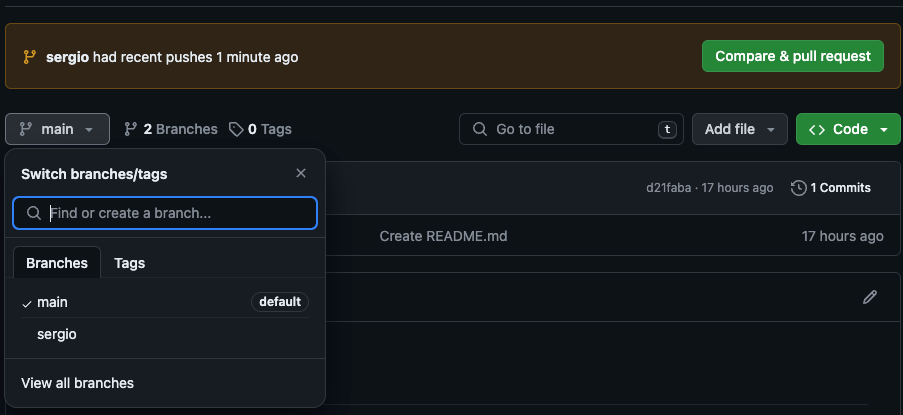 sergio had recent pushes 1 minute ago
Compare & pull request
main
2 Branches
0 Tags
Go to file
t
Add file
Code
Switch branches/tags
Find or create a branch...
Branches
Tags
main
default
sergio
View all branches
d21faba · 17 hours ago
1 Commits
Create README.md
17 hours ago